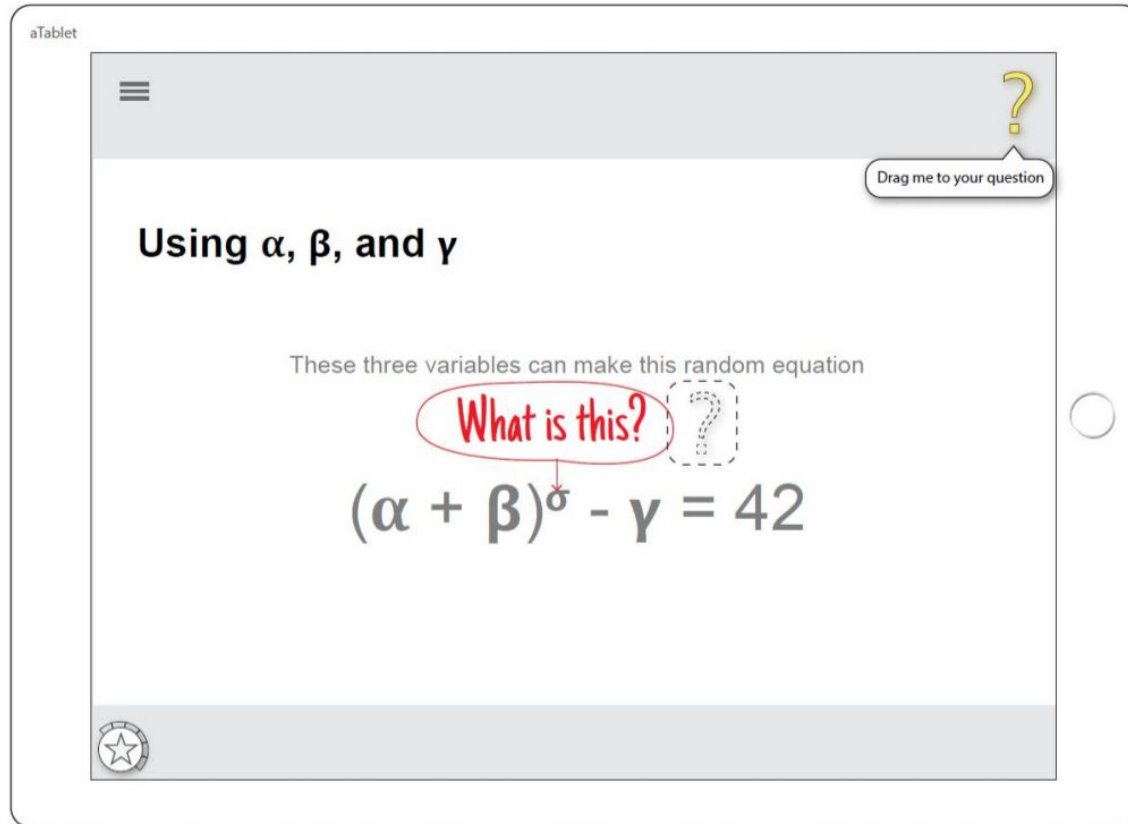 aTablet
?
Drag me to your question
Using α, β, and γ
These three variables can make this random equation
What is this? ?
(α + β)^σ - γ = 42